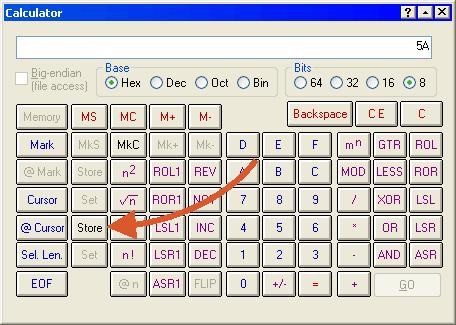 Calculator
5A
Big-endian
(file access)
Base
Hex Dec Oct Bin
Bits
64 32 16 8
Memory MS MC M+ M- Backspace C E C
Mark MkS MkC Mk+ Mk- D E F mⁿ GTR ROL
@ Mark Store n² ROL1 REV A B C MOD LESS ROR
Cursor Set √n ROR1 NOT 7 8 9 / XOR LSL
@ Cursor Store LSL1 INC 4 5 6 * OR LSR
Sel. Len. Set n! LSR1 DEC 1 2 3 - AND ASR
EOF @ n ASR1 FLIP 0 +/- = + GO